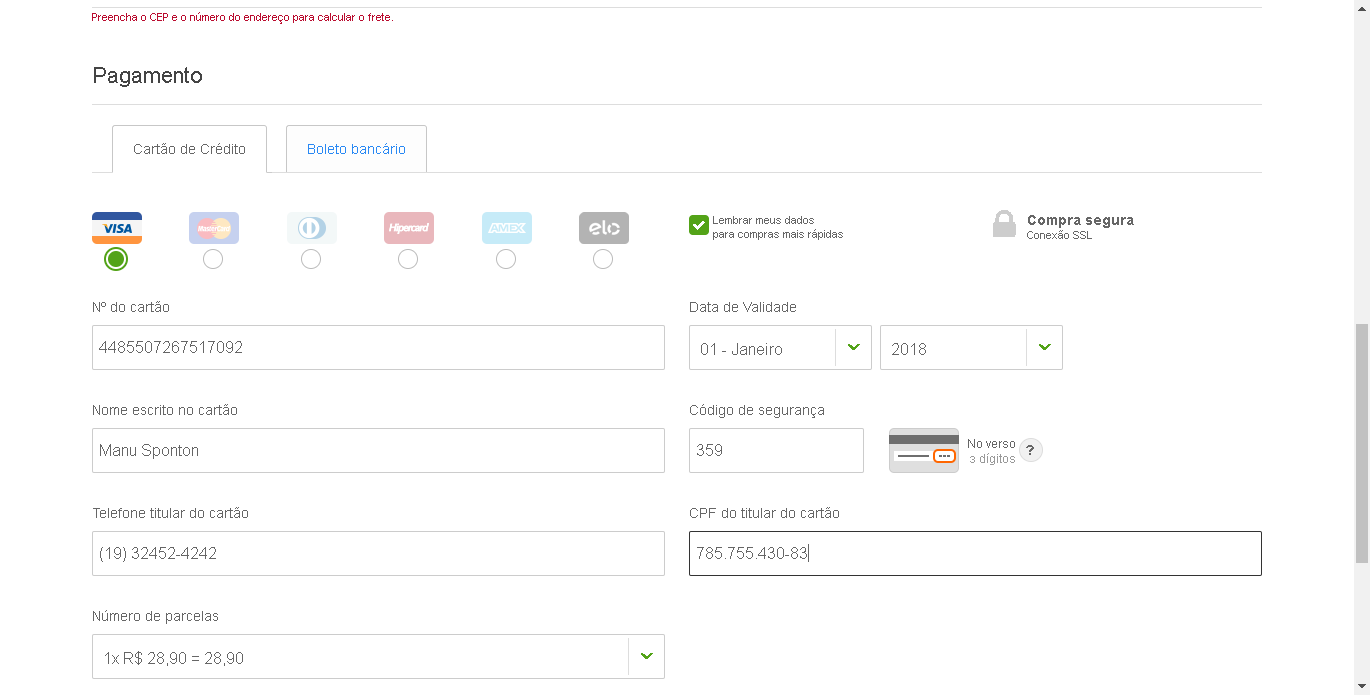 Preencha o CEP e o número do endereço para calcular o frete.
Pagamento
Cartão de Crédito
Boleto bancário
VISA
MasterCard
Hipercard
AMEX
elo
Lembrar meus dados
para compras mais rápidas
Compra segura
Conexão SSL
Nº do cartão
Data de Validade
4485507267517092
01 - Janeiro
2018
Nome escrito no cartão
Código de segurança
Manu Sponton
359
No verso
3 dígitos
?
Telefone titular do cartão
CPF do titular do cartão
(19) 32452-4242
785.755.430-83
Número de parcelas
1x R$ 28,90 = 28,90